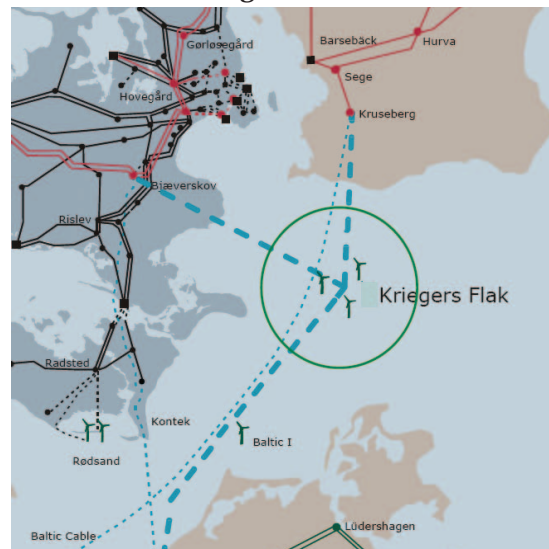 Gørløsegård
Barsebäck
Hurva
Sege
Hovegård
Kruseberg
Bjæverskov
Rislev
Kriegers Flak
Radsted
Kontek
Baltic I
Rødsand
Lüdershagen
Baltic Cable